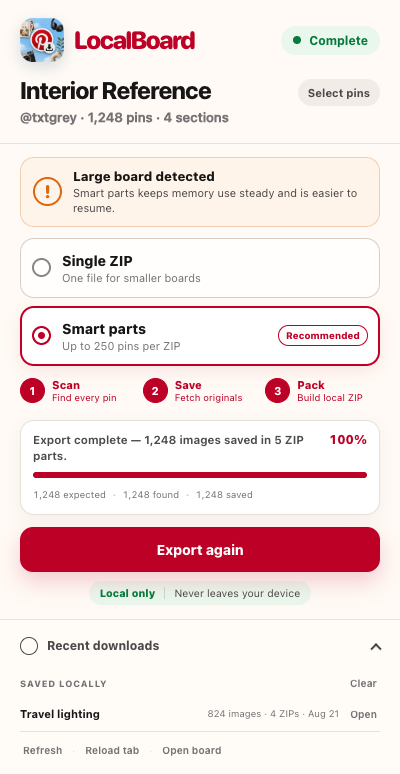 LocalBoard
Complete
Interior Reference
Select pins
@txtgrey · 1,248 pins · 4 sections
Large board detected
Smart parts keeps memory use steady and is easier to
resume.
Single ZIP
One file for smaller boards
Smart parts
Up to 250 pins per ZIP
Recommended
1 Scan
Find every pin
2 Save
Fetch originals
3 Pack
Build local ZIP
Export complete — 1,248 images saved in 5 ZIP
parts.
100%
1,248 expected · 1,248 found · 1,248 saved
Export again
Local only | Never leaves your device
Recent downloads
SAVED LOCALLY
Clear
Travel lighting
824 images · 4 ZIPs · Aug 21
Open
Refresh · Reload tab · Open board